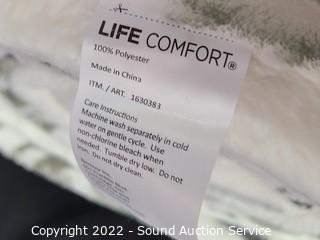 LIFE COMFORT®
100% Polyester
Made in China
ITM. / ART. 1630383
Care Instructions
Machine wash separately in cold
water on gentle cycle. Use
non-chlorine bleach when
needed. Tumble dry low. Do not
iron. Do not dry clean.
Copyright 2022 - Sound Auction Service